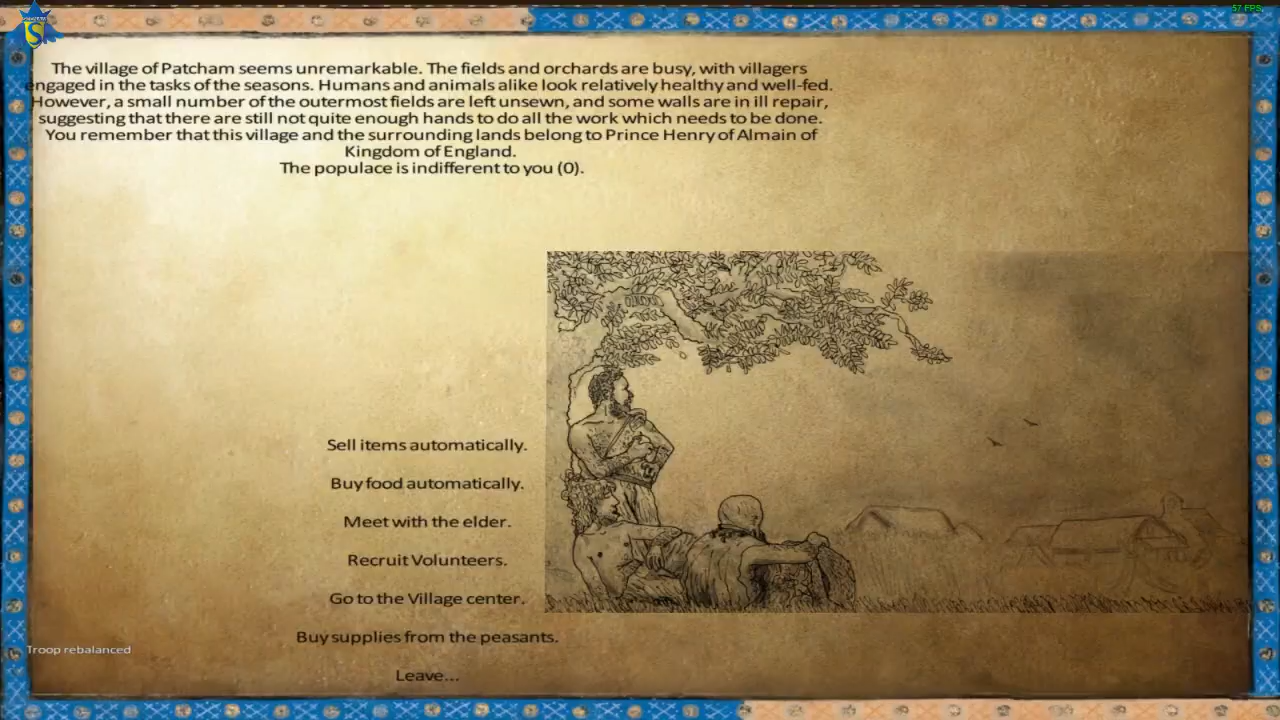 57 FPS
The village of Patcham seems unremarkable. The fields and orchards are busy, with villagers
engaged in the tasks of the seasons. Humans and animals alike look relatively healthy and well-fed.
However, a small number of the outermost fields are left unsewn, and some walls are in ill repair,
suggesting that there are still not quite enough hands to do all the work which needs to be done.
You remember that this village and the surrounding lands belong to Prince Henry of Almain of
Kingdom of England.
The populace is indifferent to you (0).
Sell items automatically.
Buy food automatically.
Meet with the elder.
Recruit Volunteers.
Go to the Village center.
Buy supplies from the peasants.
Troop rebalanced
Leave...